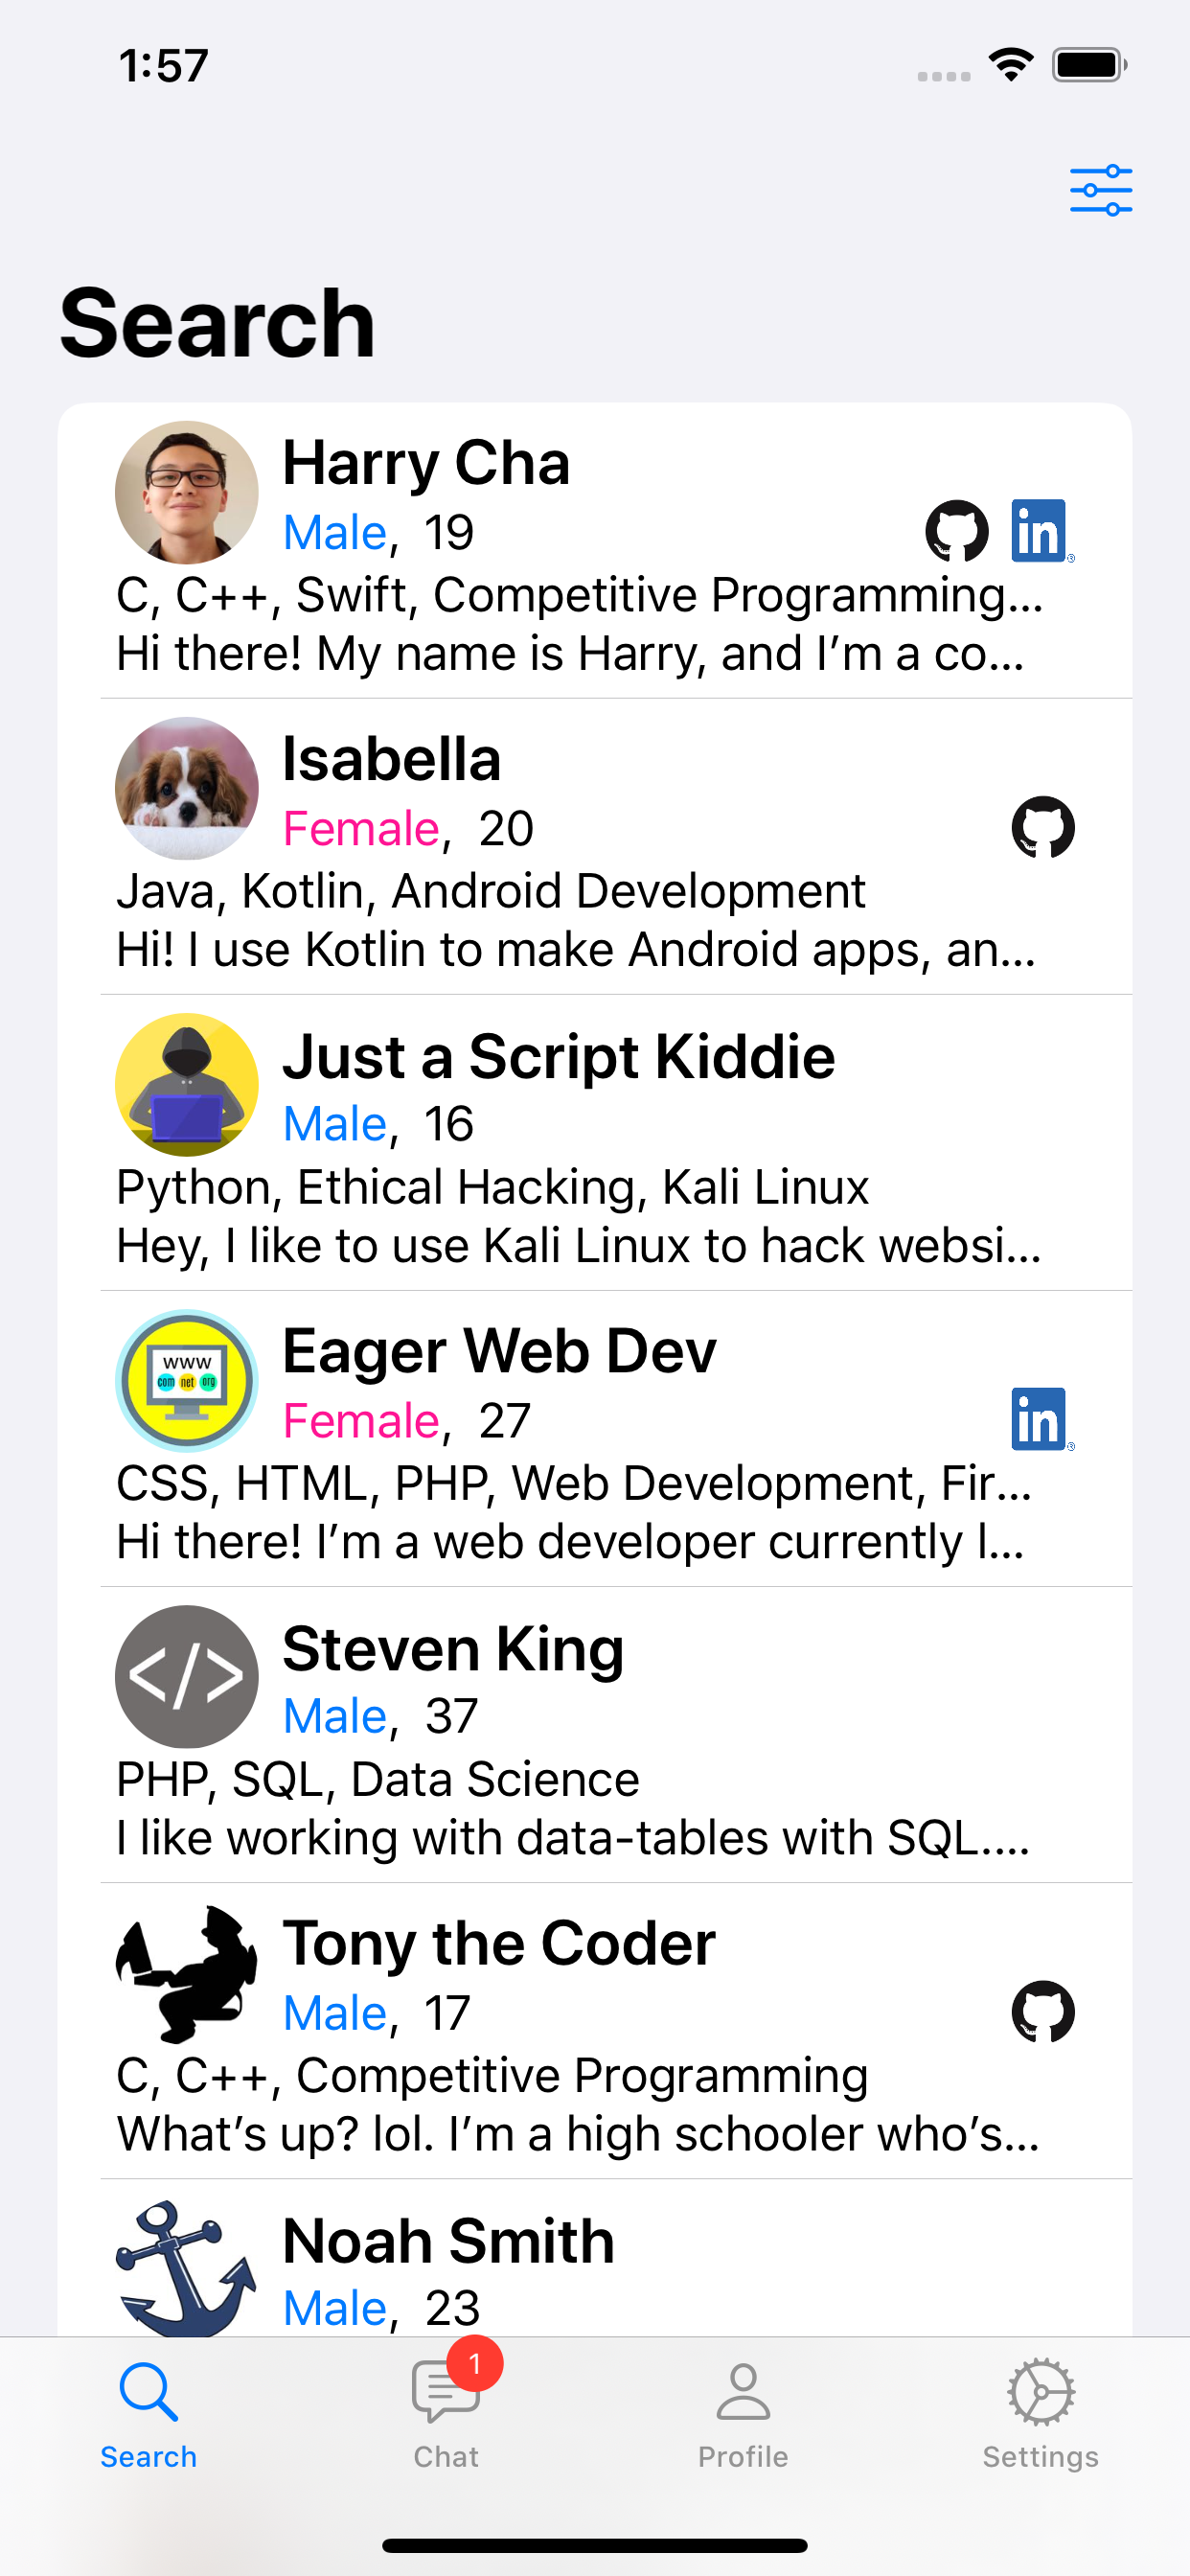 1:57
Search
Harry Cha
Male, 19
in
C, C++, Swift, Competitive Programming...
Hi there! My name is Harry, and I’m a co...
Isabella
Female, 20
Java, Kotlin, Android Development
Hi! I use Kotlin to make Android apps, an...
Just a Script Kiddie
Male, 16
Python, Ethical Hacking, Kali Linux
Hey, I like to use Kali Linux to hack websi...
WWW
com net org
Eager Web Dev
Female, 27
in
CSS, HTML, PHP, Web Development, Fir...
Hi there! I’m a web developer currently l...
</>
Steven King
Male, 37
PHP, SQL, Data Science
I like working with data-tables with SQL....
Tony the Coder
Male, 17
C, C++, Competitive Programming
What’s up? lol. I’m a high schooler who’s...
Noah Smith
Male, 23
1
Search
Chat
Profile
Settings